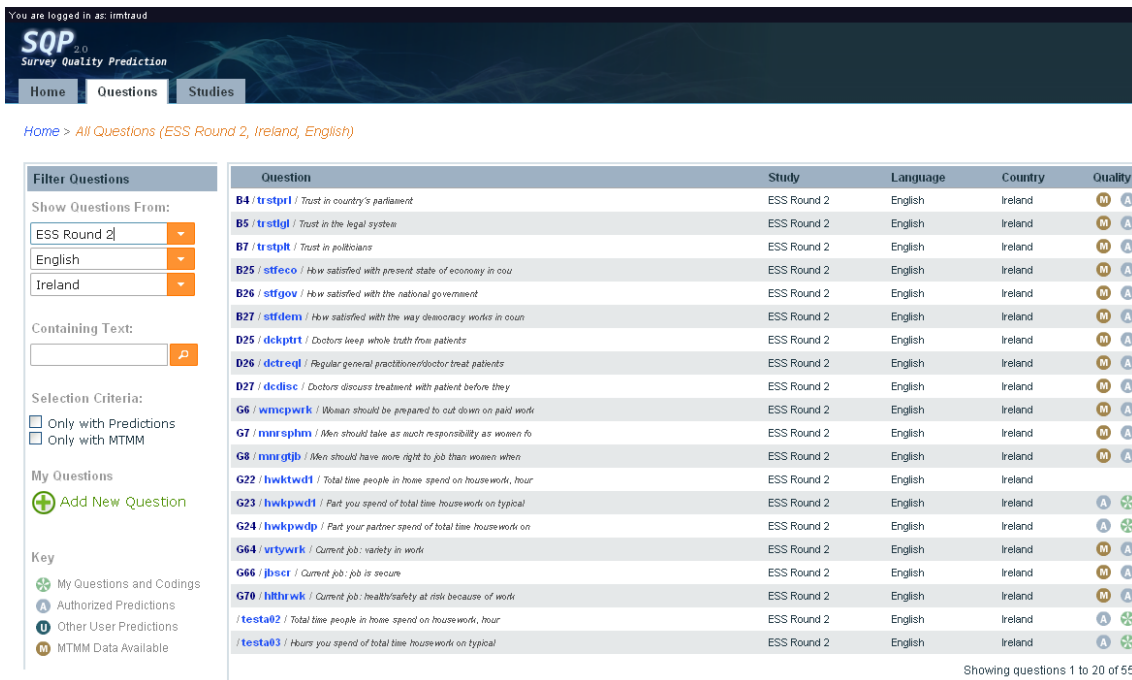 You are logged in as: irmtraud
SQP 2.0
Survey Quality Prediction
Home Questions Studies
Home > All Questions (ESS Round 2, Ireland, English)
Filter Questions
Show Questions From:
ESS Round 2
English
Ireland
Containing Text:
Selection Criteria:
Only with Predictions
Only with MTMM
My Questions
Add New Question
Key
My Questions and Codings
A Authorized Predictions
U Other User Predictions
M MTMM Data Available
Question Study Language Country Quality
B4 / trstprl / Trust in country's parliament ESS Round 2 English Ireland M A
B5 / trstlgl / Trust in the legal system ESS Round 2 English Ireland M A
B7 / trstplt / Trust in politicians ESS Round 2 English Ireland M A
B25 / stfeco / How satisfied with present state of economy in cou ESS Round 2 English Ireland M A
B26 / stfgov / How satisfied with the national government ESS Round 2 English Ireland M A
B27 / stfdem / How satisfied with the way democracy works in coun ESS Round 2 English Ireland M A
D25 / dckptrt / Doctors keep whole truth from patients ESS Round 2 English Ireland M A
D26 / dctreql / Regular general practitioner/doctor treat patients ESS Round 2 English Ireland M A
D27 / dcdisc / Doctors discuss treatment with patient before they ESS Round 2 English Ireland M A
G6 / wmcpwrk / Woman should be prepared to cut down on paid work ESS Round 2 English Ireland M A
G7 / mnrsphm / Men should take as much responsibility as women fo ESS Round 2 English Ireland M A
G8 / mnrgtjb / Men should have more right to job than women when ESS Round 2 English Ireland M A
G22 / hwktwd1 / Total time people in home spend on housework, hour ESS Round 2 English Ireland
G23 / hwkpwd1 / Part you spend of total time housework on typical ESS Round 2 English Ireland A
G24 / hwkpwdp / Part your partner spend of total time housework on ESS Round 2 English Ireland A
G64 / vrtywrk / Current job: variety in work ESS Round 2 English Ireland M A
G66 / jbscr / Current job: job is secure ESS Round 2 English Ireland M A
G70 / hlthrwk / Current job: health/safety at risk because of work ESS Round 2 English Ireland M A
/ testa02 / Total time people in home spend on housework, hour ESS Round 2 English Ireland A
/ testa03 / Hours you spend of total time housework on typical ESS Round 2 English Ireland A
Showing questions 1 to 20 of 55